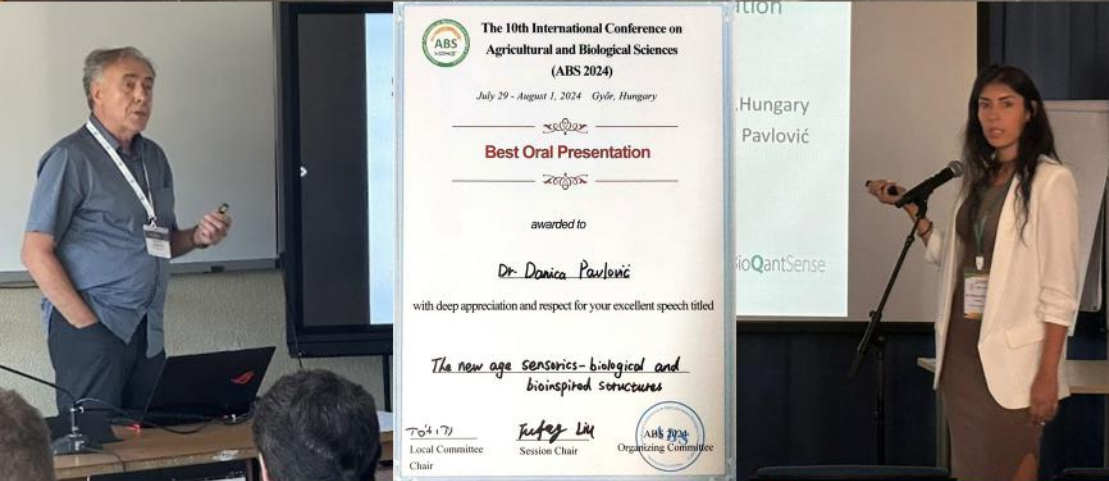 ABS
The 10th International Conference on
Agricultural and Biological Sciences
(ABS 2024)
July 29 - August 1, 2024 Győr, Hungary
Best Oral Presentation
awarded to
Dr Danica Pavlović
with deep appreciation and respect for your excellent speech titled
The new age sensorics-biological and
bioinspired structures
Local Committee
Chair
Session Chair
ABS 2024
Organizing Committee
ation
.Hungary
Pavlović
ioQantSense